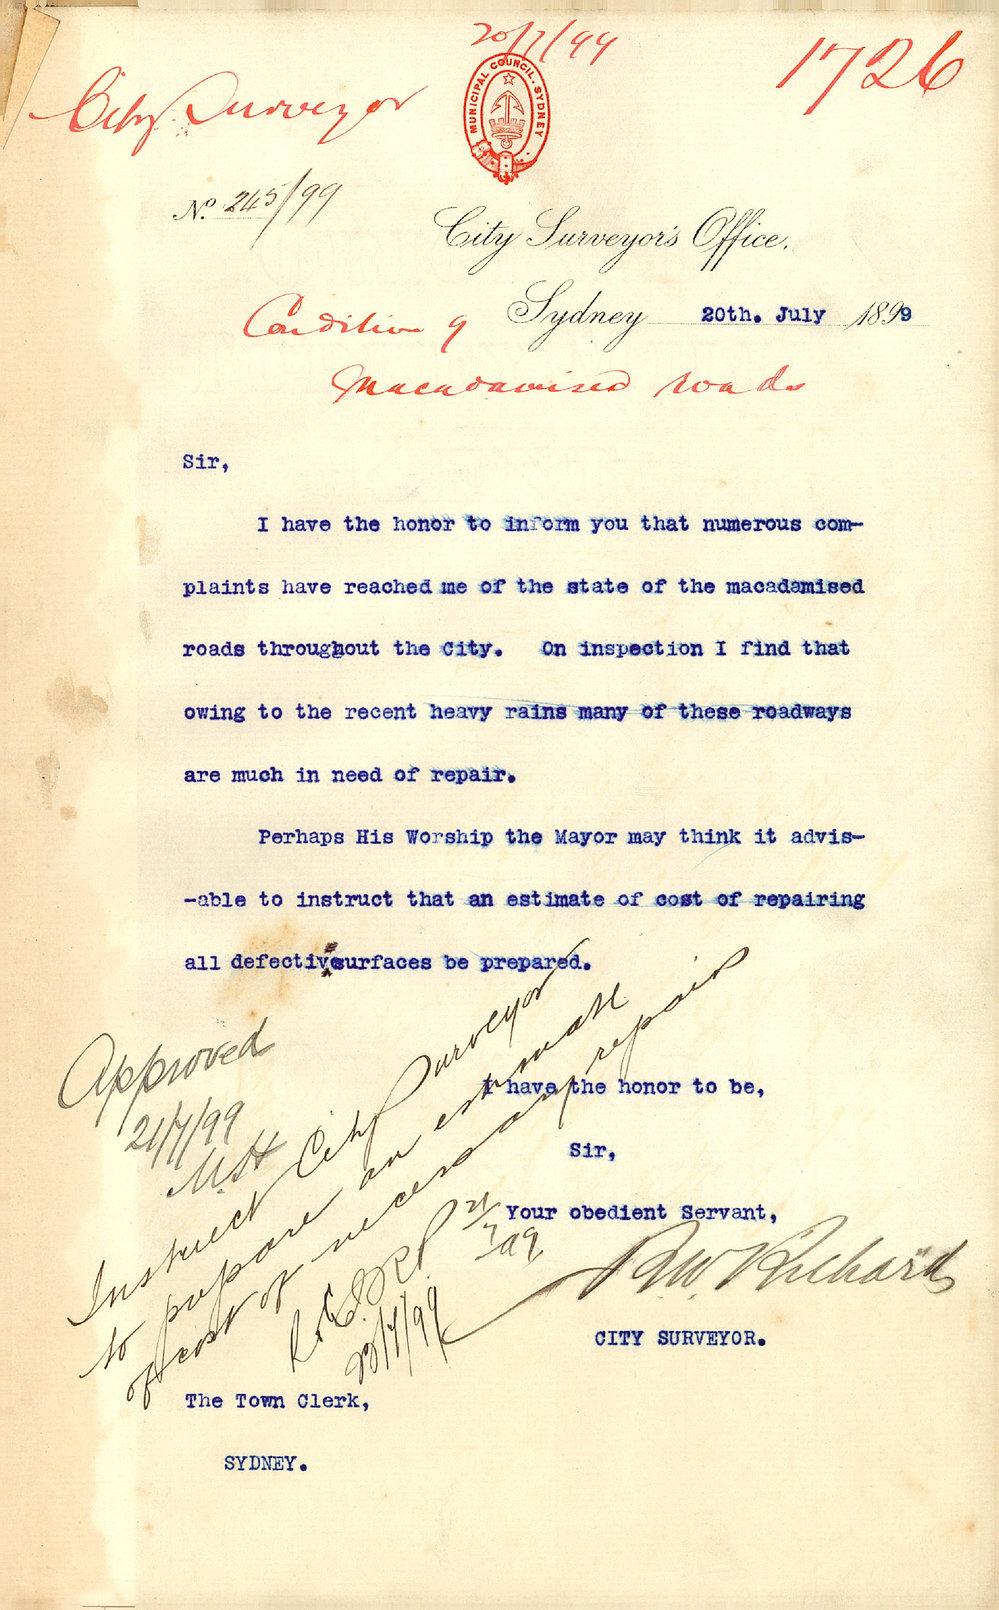 20/7/99
1726
City Surveyor
MUNICIPAL COUNCIL. SYDNEY
No. 245/99
City Surveyor's Office.
Condition of
Sydney 20th. July 1899
Macadamised roads
Sir,
I have the honor to inform you that numerous com-
plaints have reached me of the state of the macadamised
roads throughout the City. On inspection I find that
owing to the recent heavy rains many of these roadways
are much in need of repair.
Perhaps His Worship the Mayor may think it advis-
-able to instruct that an estimate of cost of repairing
all defective surfaces be prepared.
Approved
21/7/99
M.H
Instruct City Surveyor
to prepare an estimate
of cost of necessary repair
21/7/99
I have the honor to be,
Sir,
Your obedient Servant,
R W Richards
CITY SURVEYOR.
The Town Clerk,
SYDNEY.